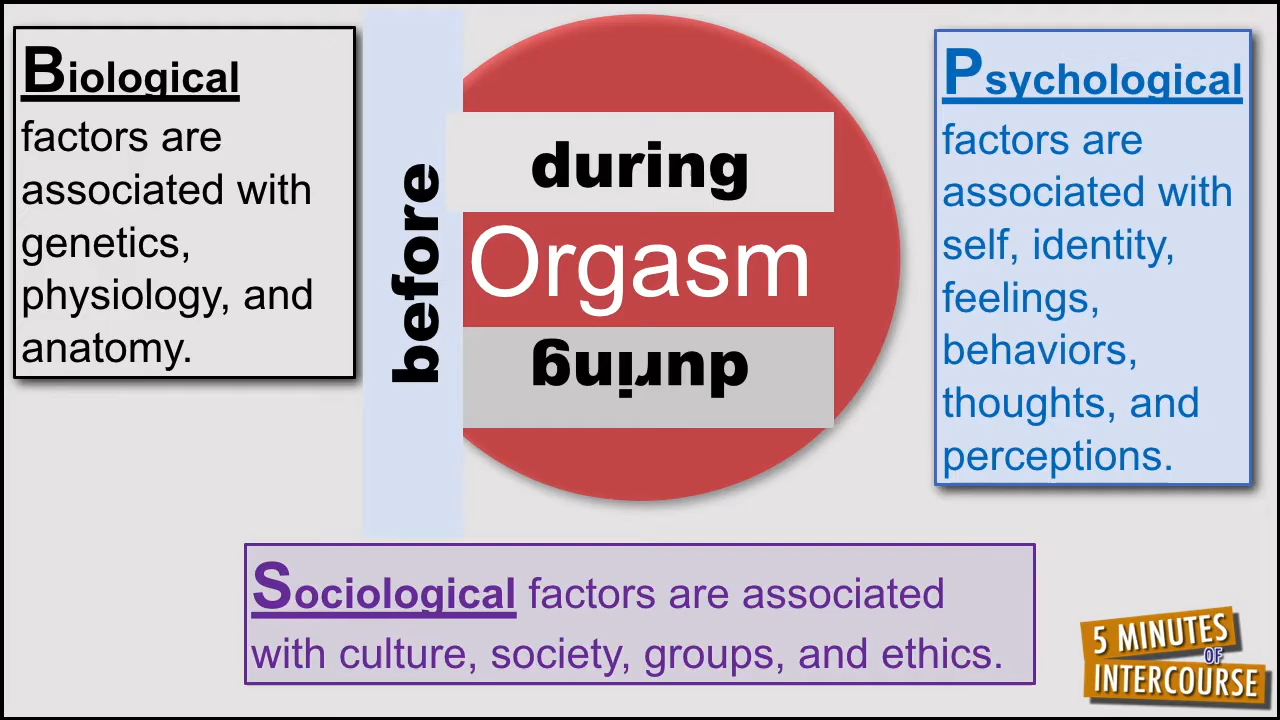 Biological
factors are
associated with
genetics,
physiology, and
anatomy.
before
during
Orgasm
during
Psychological
factors are
associated with
self, identity,
feelings,
behaviors,
thoughts, and
perceptions.
Sociological factors are associated
with culture, society, groups, and ethics.
5 MINUTES
OF
INTERCOURSE